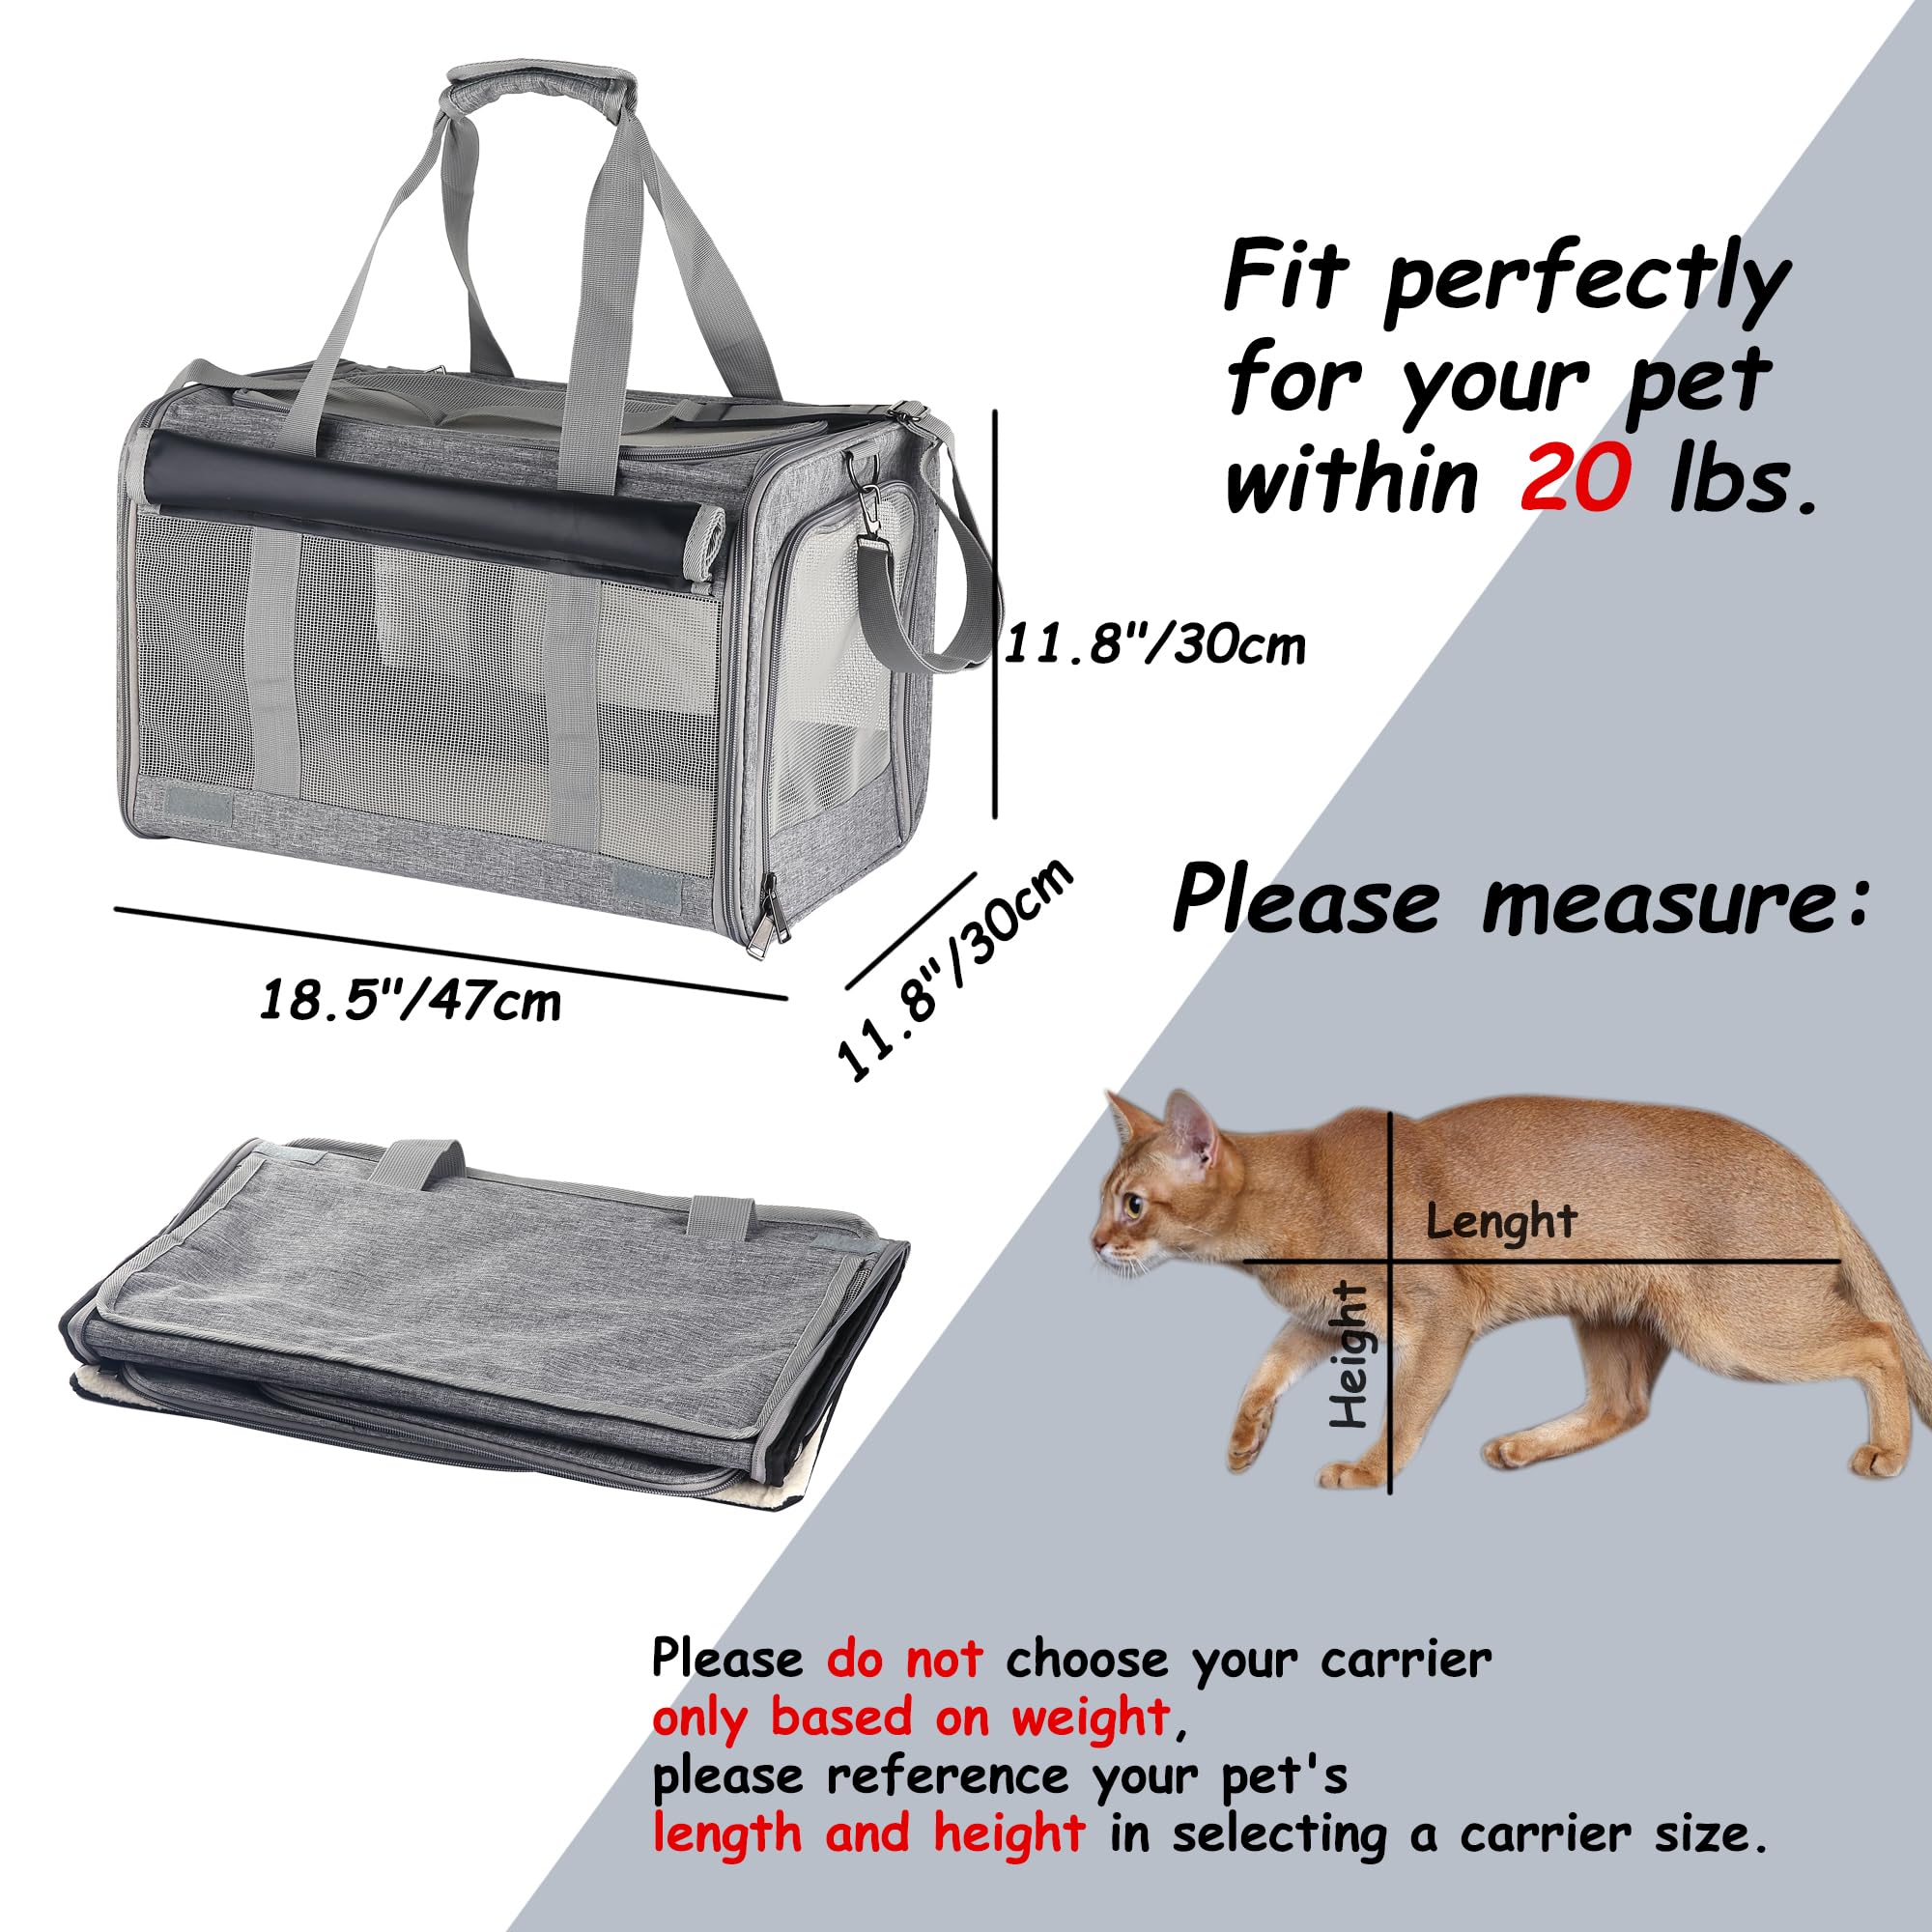 Fit perfectly
for your pet
within 20 lbs.
11.8"/30cm
18.5"/47cm
11.8"/30cm
Please measure:
Lenght
Height
Please do not choose your carrier
only based on weight,
please reference your pet's
length and height in selecting a carrier size.